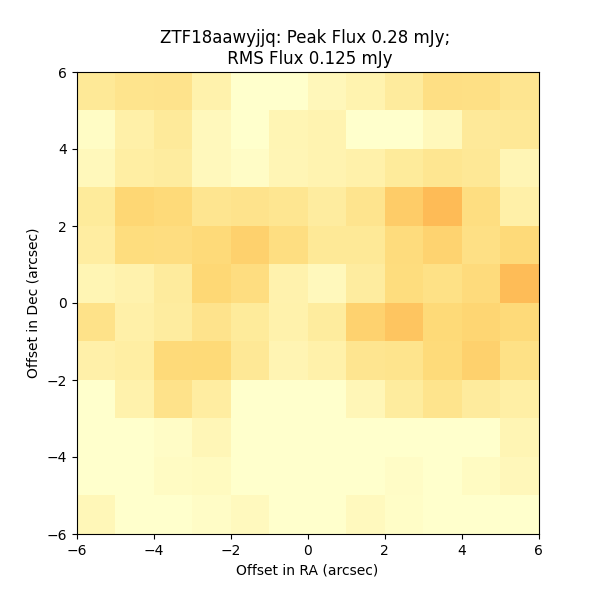 ZTF18aawyjjq: Peak Flux 0.28 mJy;
RMS Flux 0.125 mJy
6
4
2
0
−2
−4
−6
Offset in Dec (arcsec)
−6 −4 −2 0 2 4 6
Offset in RA (arcsec)